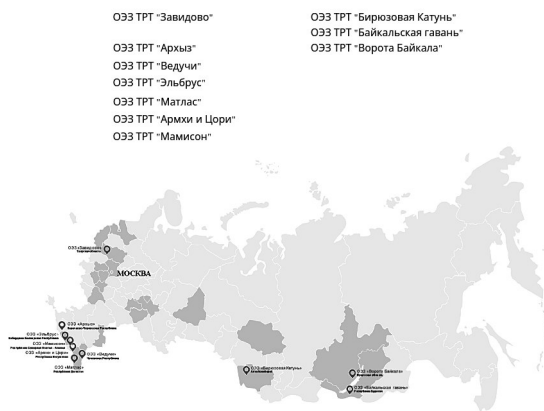 ОЭЗ ТРТ "Завидово"
ОЭЗ ТРТ "Архыз"
ОЭЗ ТРТ "Ведучи"
ОЭЗ ТРТ "Эльбрус"
ОЭЗ ТРТ "Матлас"
ОЭЗ ТРТ "Армхи и Цори"
ОЭЗ ТРТ "Мамисон"
ОЭЗ ТРТ "Бирюзовая Катунь"
ОЭЗ ТРТ "Байкальская гавань"
ОЭЗ ТРТ "Ворота Байкала"
ОЭЗ «Завидово»
МОСКВА
ОЭЗ «Архыз»
ОЭЗ «Эльбрус»
ОЭЗ «Мамисон»
ОЭЗ «Армхи и Цори»
ОЭЗ «Ведучи»
ОЭЗ «Матлас»
ОЭЗ «Бирюзовая Катунь»
ОЭЗ «Ворота Байкала»
ОЭЗ «Байкальская гавань»